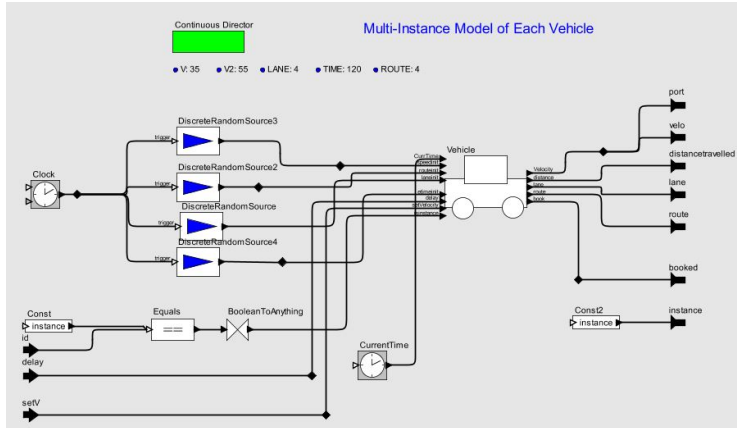 Continuous Director
Multi-Instance Model of Each Vehicle
V: 35 V2: 55 LANE: 4 TIME: 120 ROUTE: 4
port
DiscreteRandomSource3
trigger
velo
CurrTime
Vehicle
speedinit
distancetravelled
DiscreteRandomSource2
routeinit
Velocity
Clock
trigger
laneinit
distance
lane
lane
DiscreteRandomSource
delay
route
book
setVelocity
route
trigger
DiscreteRandomSource4
trigger
booked
Const
Equals
BooleanToAnything
Const2
instance
instance
==
instance
id
CurrentTime
delay
setV